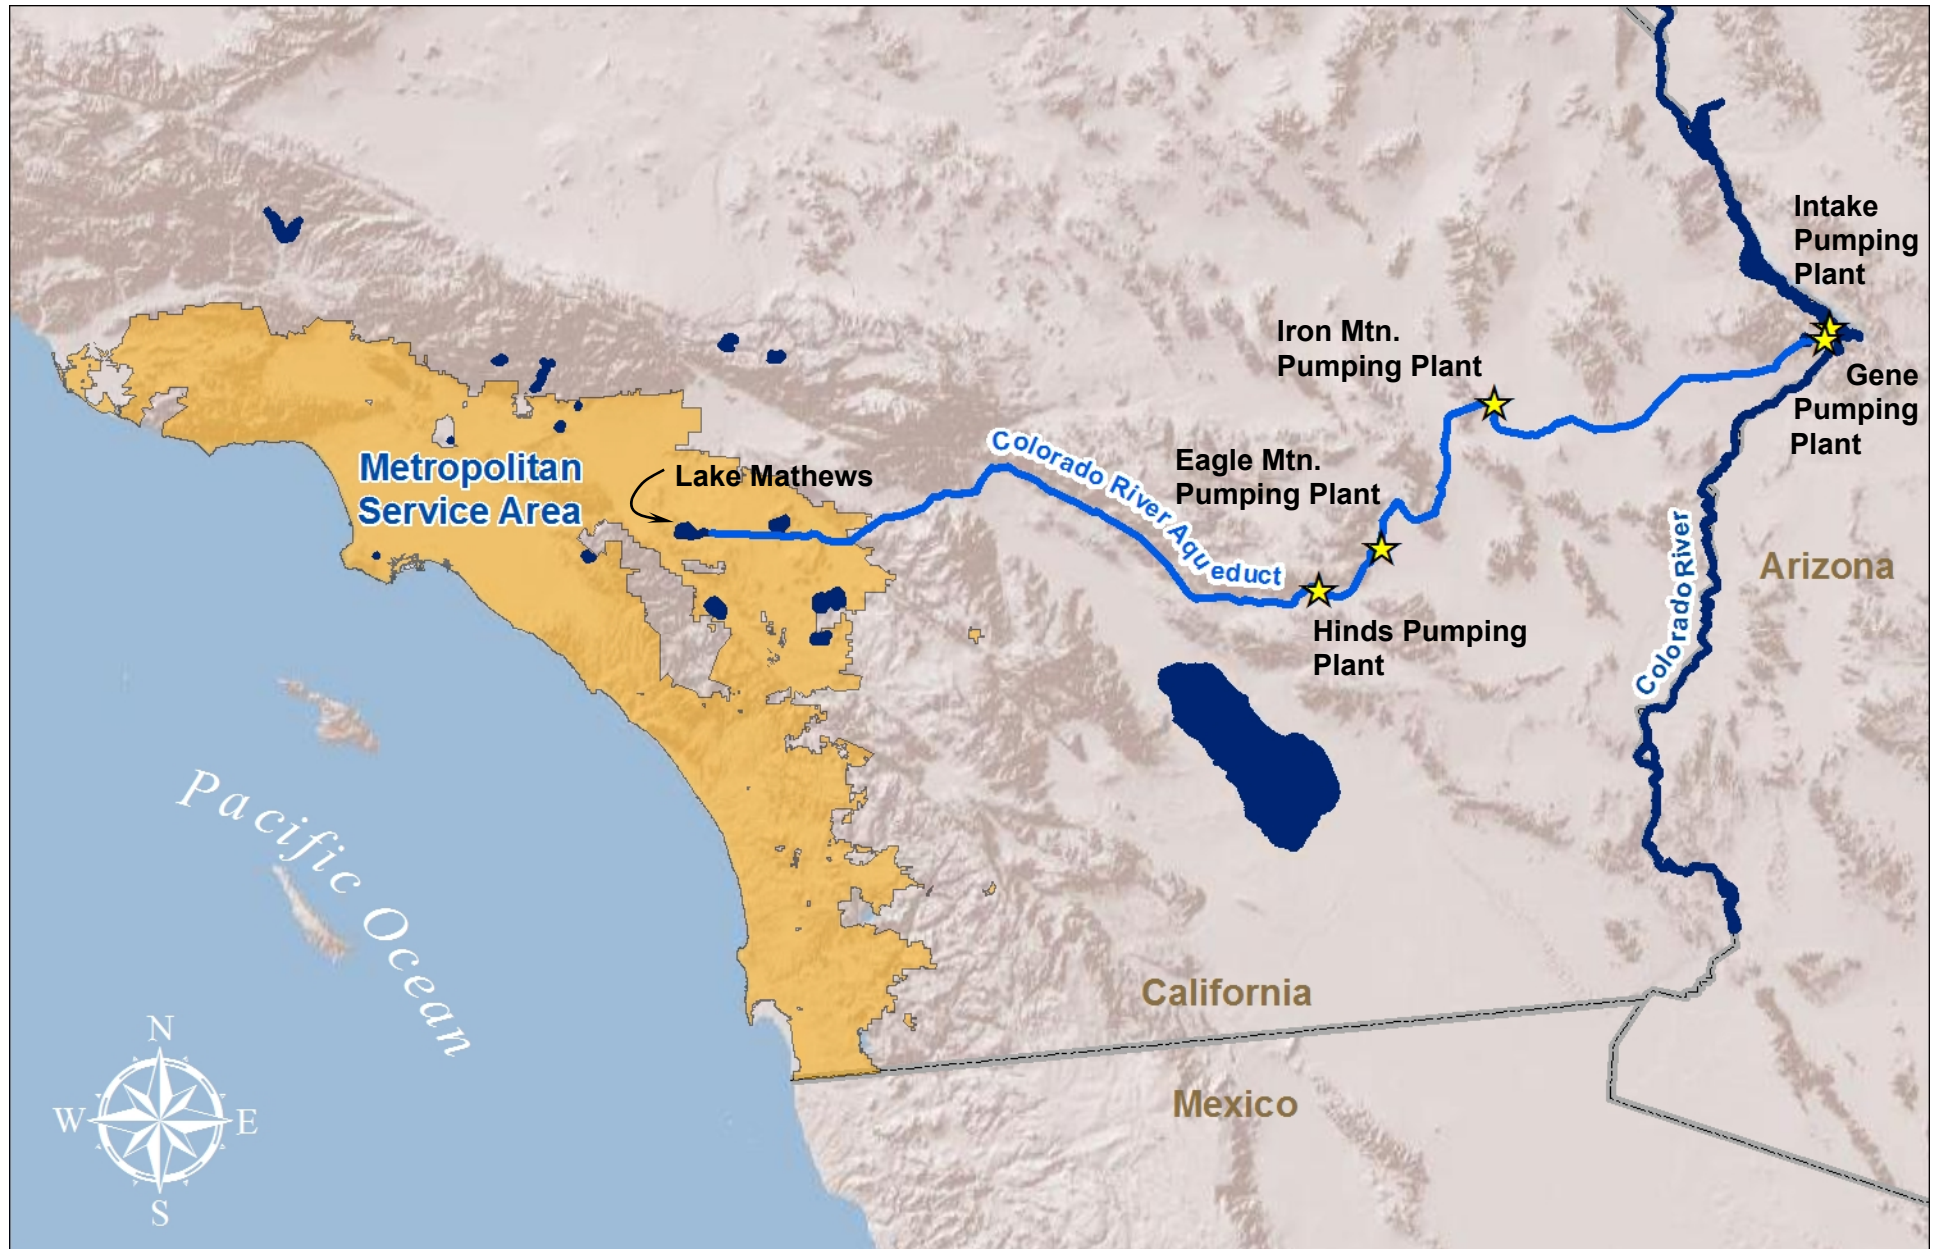 Intake
Pumping
Plant
Iron Mtn.
Pumping Plant
Gene
Pumping
Plant
Colorado River Aqueduct
Eagle Mtn.
Pumping Plant
Metropolitan
Service Area
Lake Mathews
Colorado River
Arizona
Hinds Pumping
Plant
Pacific Ocean
California
Mexico
N
W
E
S